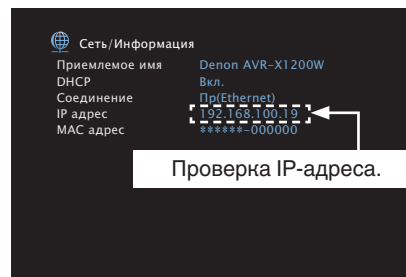 Сеть/Информация
Приемлемое имя Denon AVR-X1200W
DHCP Вкл.
Соединение Пр(Ethernet)
IP адрес 192.168.100.19
MAC адрес ******-000000
Проверка IP-адреса.